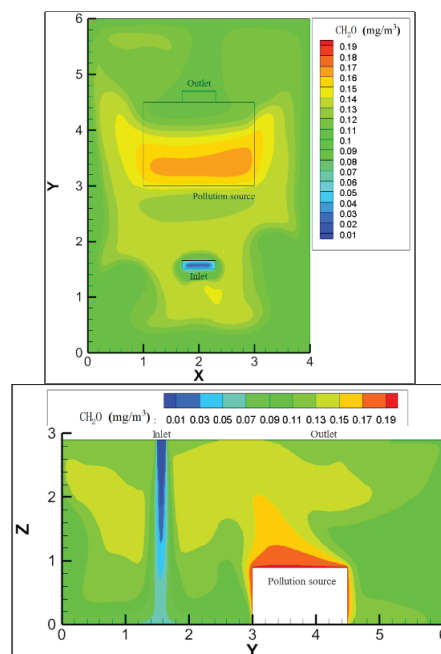 CH₂O (mg/m³)
0.19
0.18
0.17
0.16
0.15
0.14
0.13
0.12
0.11
0.1
0.09
0.08
0.07
0.06
0.05
0.04
0.03
0.02
0.01
6
5
4
3
2
1
0
Y
Outlet
Pollution source
Inlet
0 1 2 3 4
X
CH₂O (mg/m³) :
0.01 0.03 0.05 0.07 0.09 0.11 0.13 0.15 0.17 0.19
Inlet Outlet
3
2
1
0
Z
Pollution source
0 1 2 3 4 5 6
Y